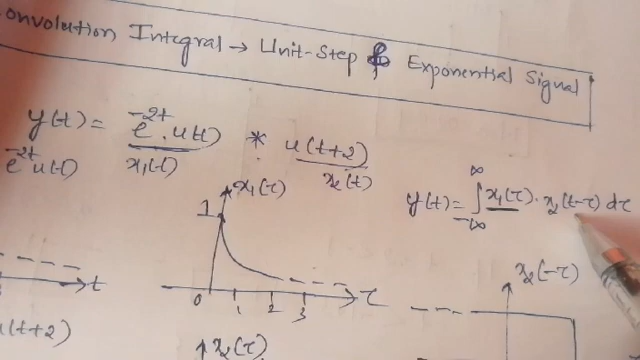 onvolution Integral → Unit-Step & Exponential Signal
y(t) = e^-2t . u(t) * u(t+2)
x₁(t) x₂(t)
e^-2t u(t)
y(t) = ∫_-∞^∞ x₁(τ) . x₂(t-τ) dτ
x₁(τ)
1
0 1 2 3 τ
t
x₂(-τ)
u(t+2)
x₂(τ)